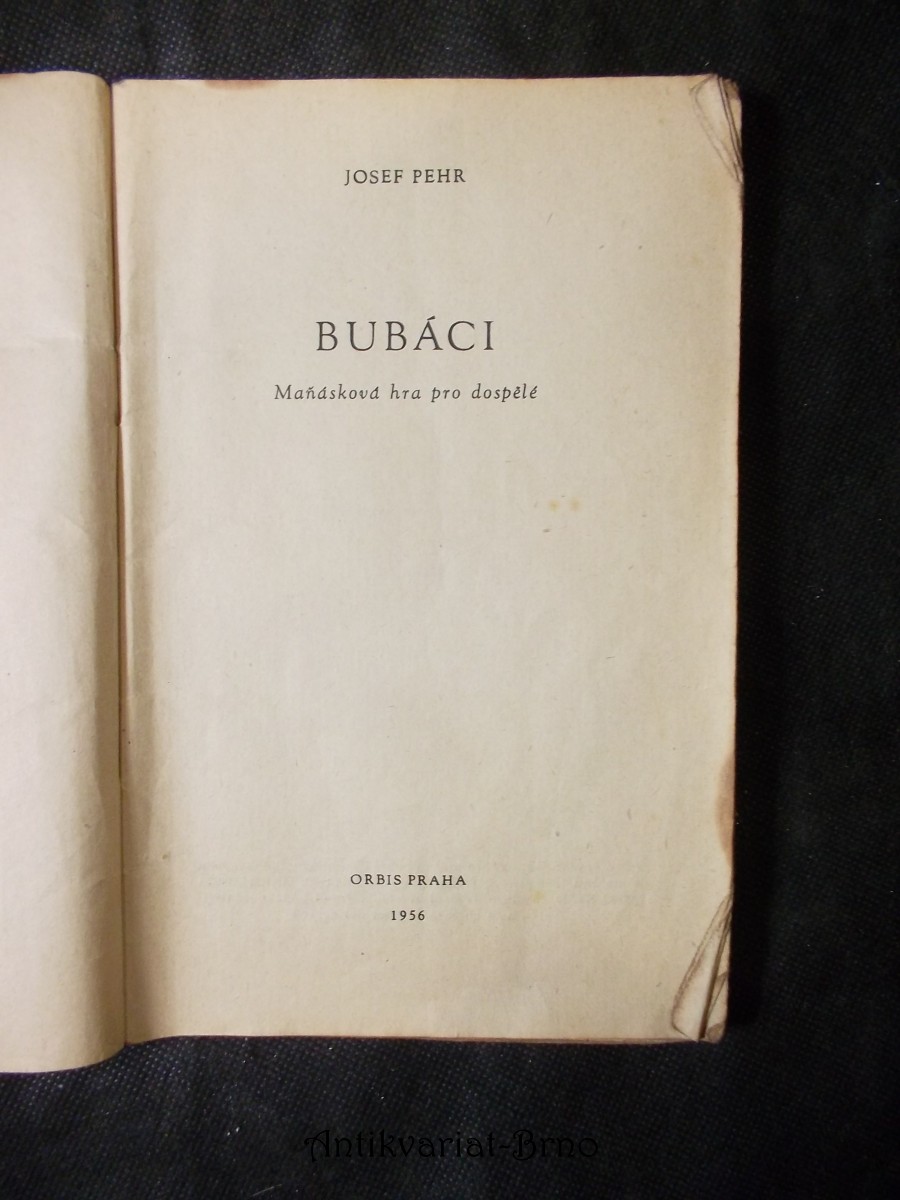 JOSEF PEHR
BUBÁCI
Maňásková hra pro dospělé
ORBIS PRAHA
1956
Antikvariat-Brno